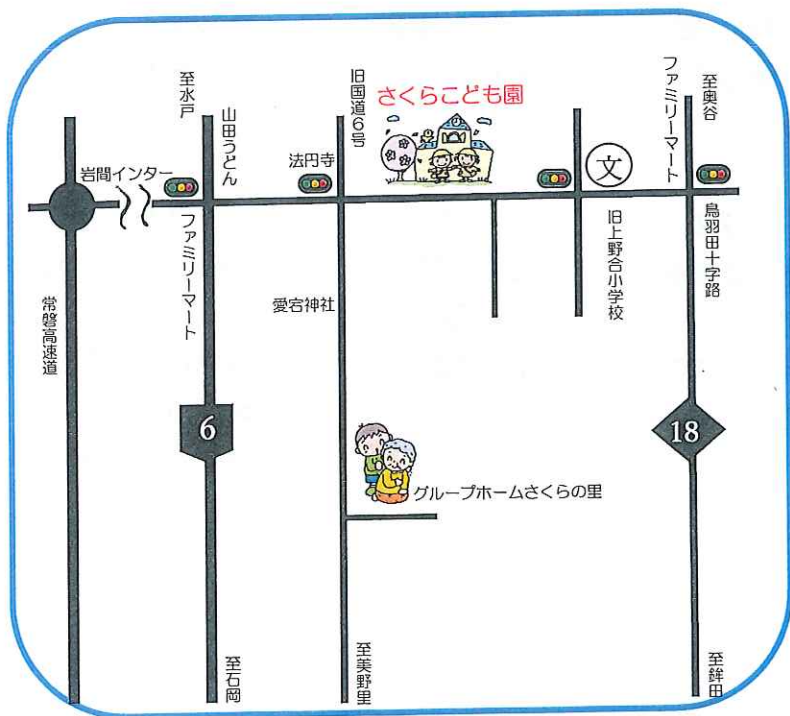 至水戸
山田うどん
旧国道6号
さくらこども園
ファミリーマート
至奥谷
岩間インター
法円寺
文
ファミリーマート
旧上野合小学校
鳥羽田十字路
常磐高速道
愛宕神社
6
18
グループホームさくらの里
至石岡
至美野里
至鉾田